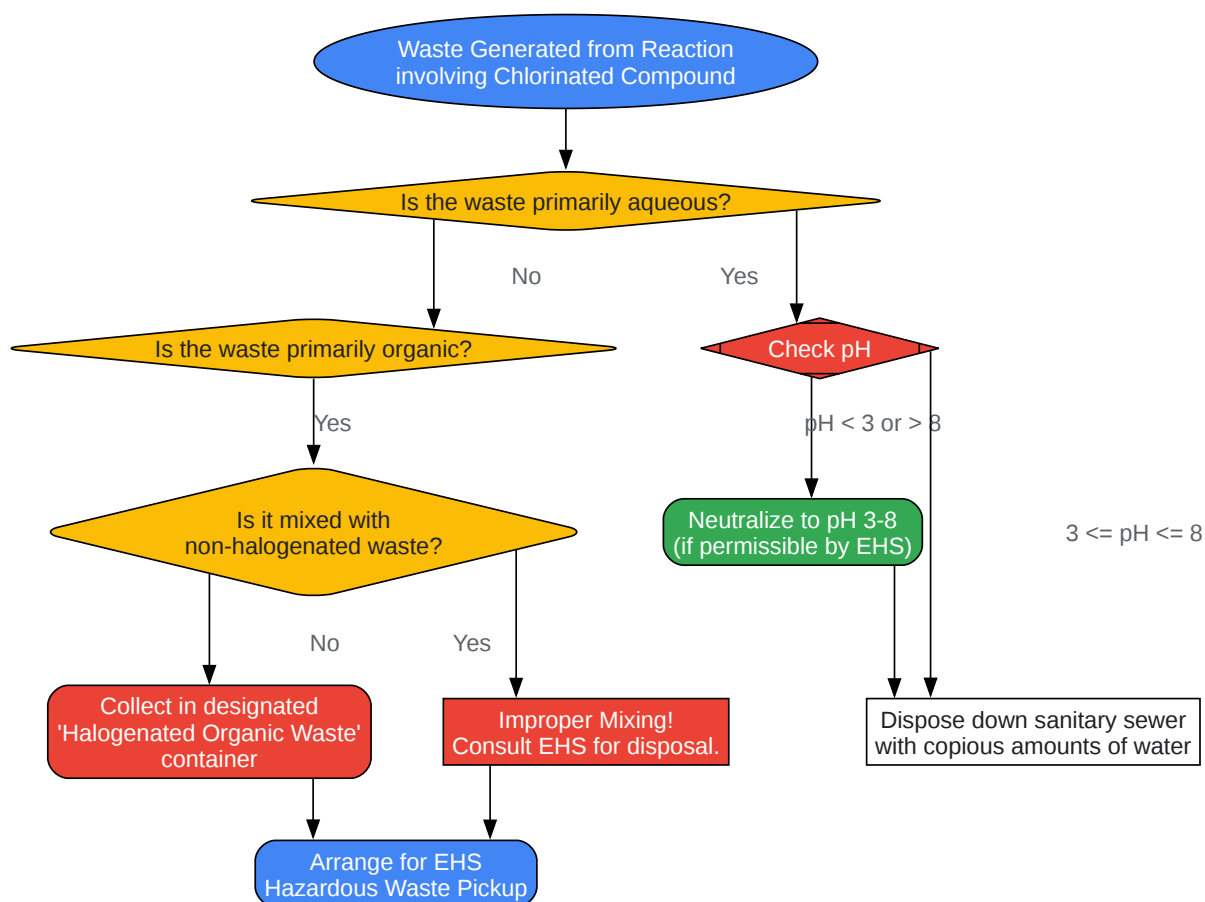 Waste Generated from Reaction
involving Chlorinated Compound
Is the waste primarily aqueous?
No
Yes
Is the waste primarily organic?
Check pH
Yes
pH < 3 or > 8
Is it mixed with
non-halogenated waste?
Neutralize to pH 3-8
(if permissible by EHS)
3 <= pH <= 8
No
Yes
Collect in designated
'Halogenated Organic Waste'
container
Improper Mixing!
Consult EHS for disposal.
Dispose down sanitary sewer
with copious amounts of water
Arrange for EHS
Hazardous Waste Pickup